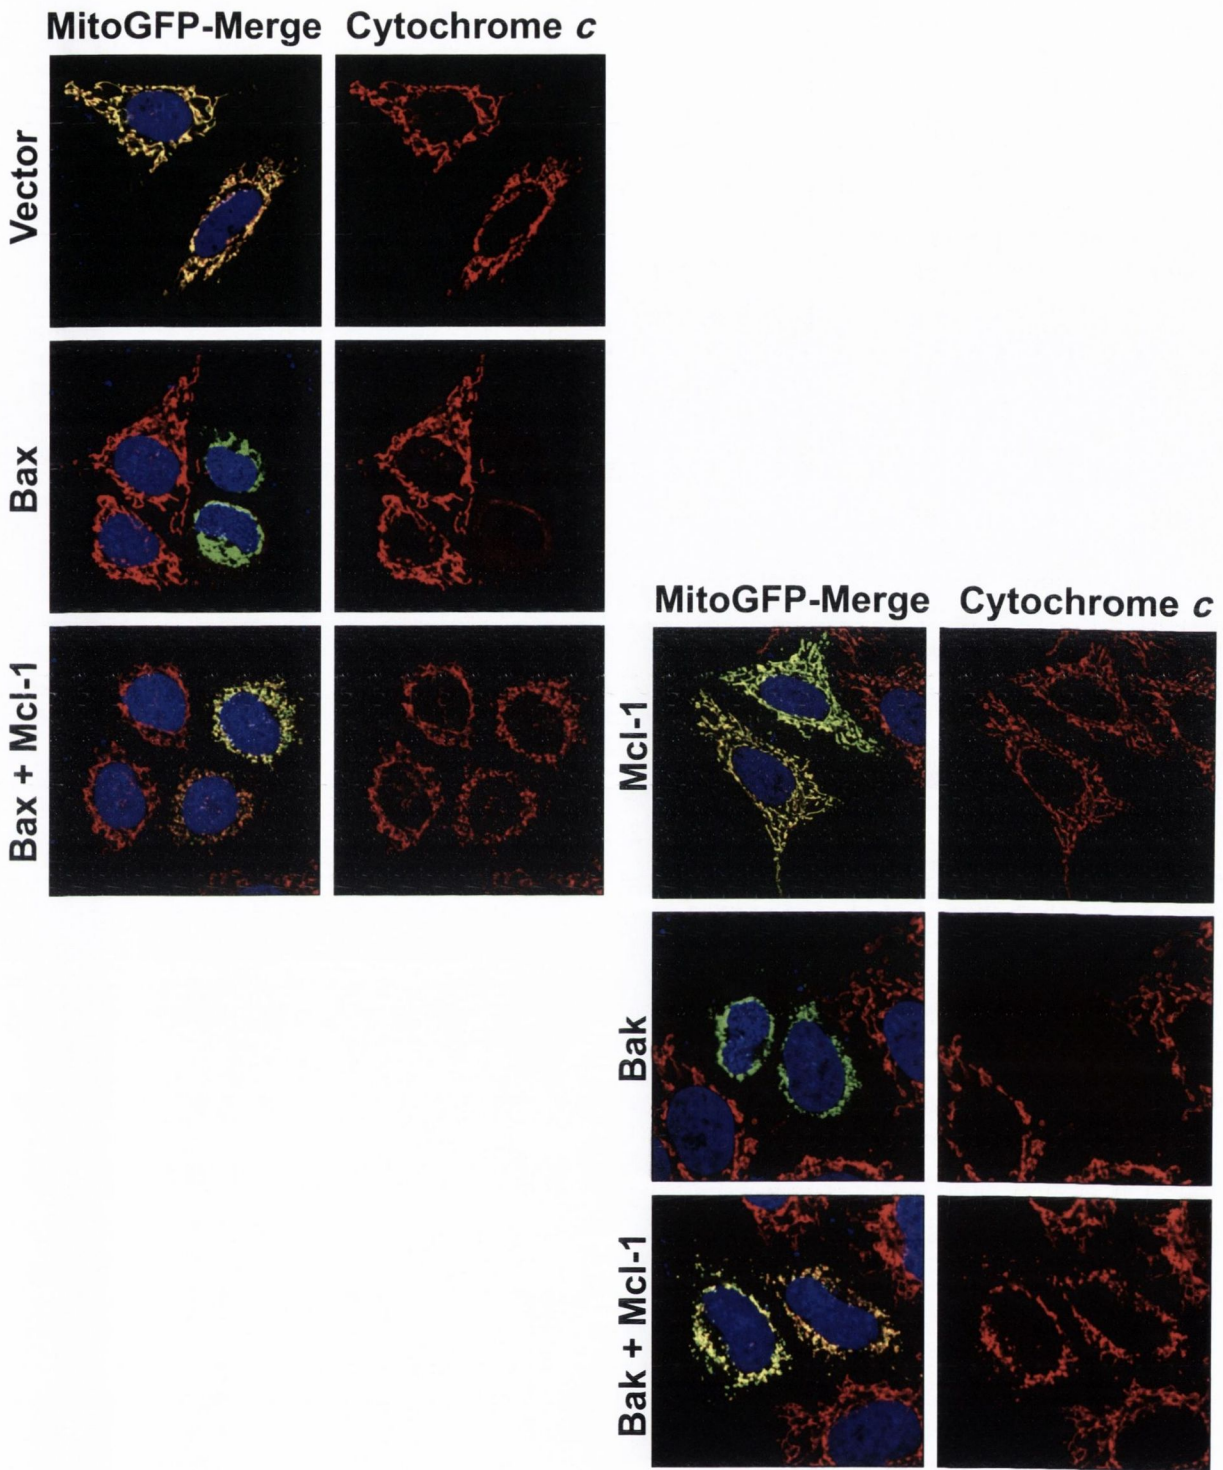 MitoGFP-Merge Cytochrome c
Vector
Bax
Bax + Mcl-1
MitoGFP-Merge Cytochrome c
Mcl-1
Bak
Bak + Mcl-1